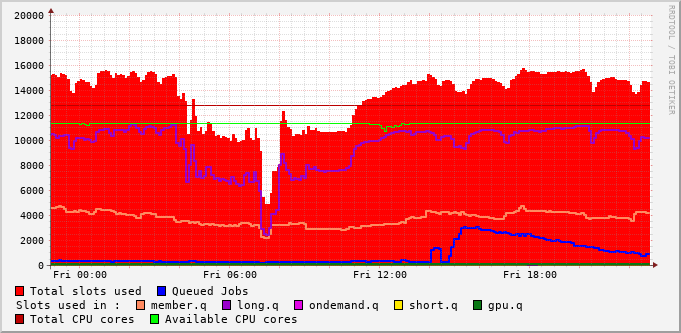 20000
18000
16000
14000
12000
10000
8000
6000
4000
2000
0
Fri 00:00 Fri 06:00 Fri 12:00 Fri 18:00
Total slots used Queued Jobs
Slots used in : member.q long.q ondemand.q short.q gpu.q
Total CPU cores Available CPU cores
RRDTOOL / TOBI OETIKER